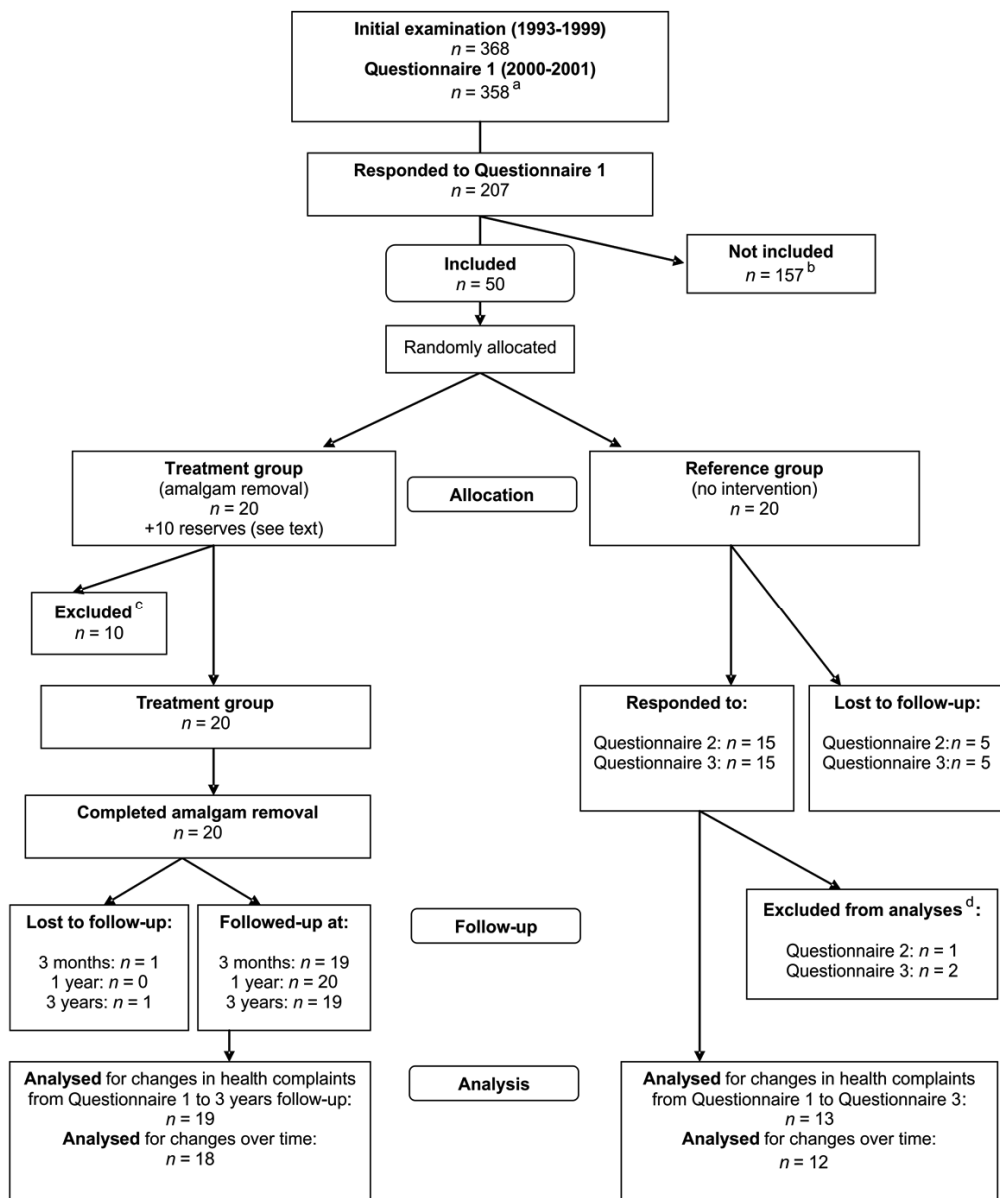 Initial examination (1993-1999)
n = 368
Questionnaire 1 (2000-2001)
n = 358 a
Responded to Questionnaire 1
n = 207
Included
n = 50
Not included
n = 157 b
Randomly allocated
Treatment group
(amalgam removal)
n = 20
+10 reserves (see text)
Allocation
Reference group
(no intervention)
n = 20
Excluded c
n = 10
Treatment group
n = 20
Completed amalgam removal
n = 20
Responded to:
Questionnaire 2: n = 15
Questionnaire 3: n = 15
Lost to follow-up:
Questionnaire 2:n = 5
Questionnaire 3:n = 5
Lost to follow-up:
3 months: n = 1
1 year: n = 0
3 years: n = 1
Followed-up at:
3 months: n = 19
1 year: n = 20
3 years: n = 19
Follow-up
Excluded from analyses d:
Questionnaire 2: n = 1
Questionnaire 3: n = 2
Analysed for changes in health complaints
from Questionnaire 1 to 3 years follow-up:
n = 19
Analysed for changes over time:
n = 18
Analysis
Analysed for changes in health complaints
from Questionnaire 1 to Questionnaire 3:
n = 13
Analysed for changes over time:
n = 12